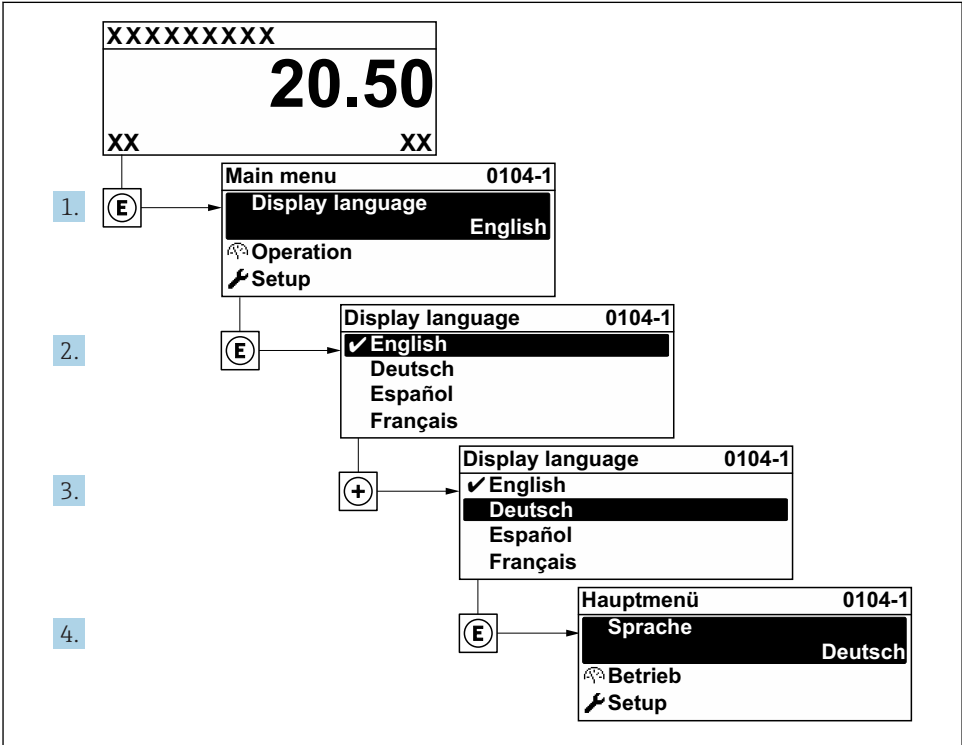 XXXXXXXXX
20.50
XX XX
1.
E
Main menu 0104-1
Display language
English
Operation
Setup
2.
E
Display language 0104-1
✔English
Deutsch
Español
Français
3.
+
Display language 0104-1
✔English
Deutsch
Español
Français
4.
E
Hauptmenü 0104-1
Sprache
Deutsch
Betrieb
Setup